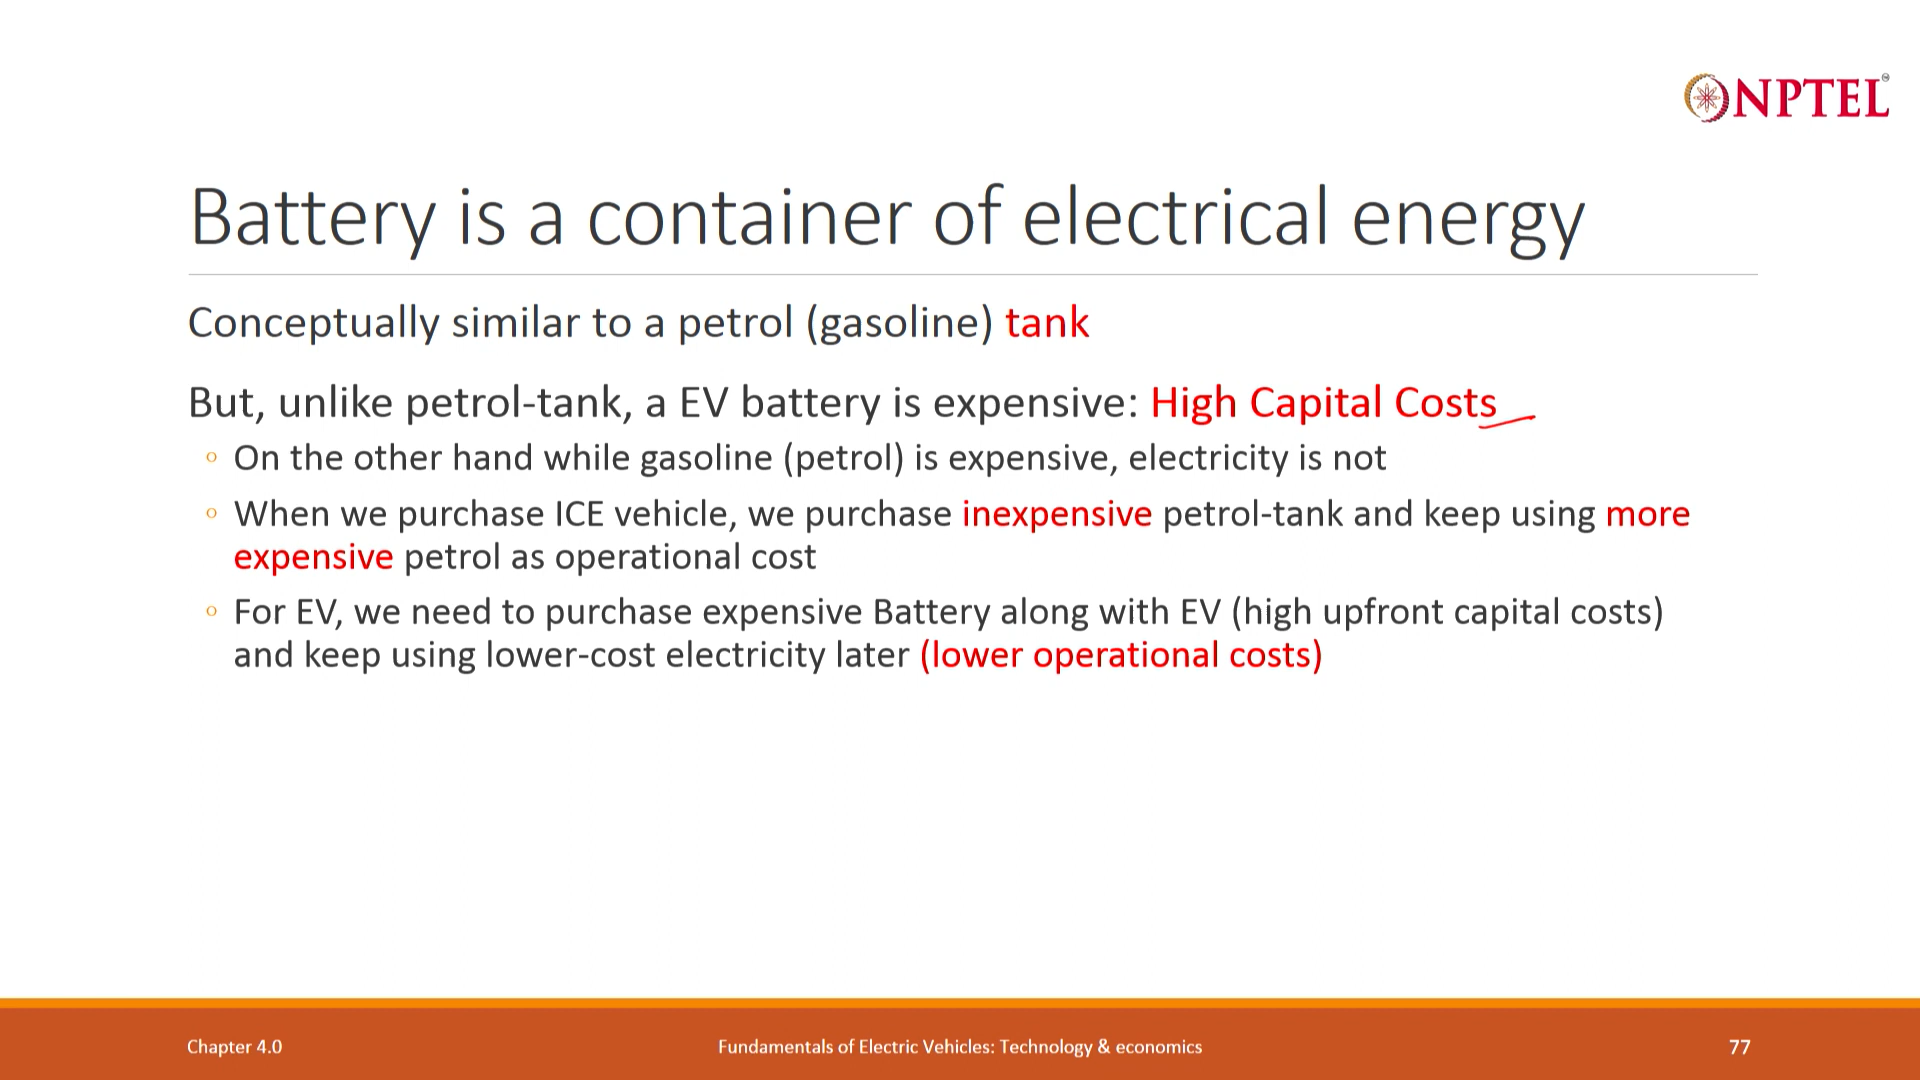 NPTEL
Battery is a container of electrical energy
Conceptually similar to a petrol (gasoline) tank
But, unlike petrol-tank, a EV battery is expensive: High Capital Costs
On the other hand while gasoline (petrol) is expensive, electricity is not
When we purchase ICE vehicle, we purchase inexpensive petrol-tank and keep using more
expensive petrol as operational cost
For EV, we need to purchase expensive Battery along with EV (high upfront capital costs)
and keep using lower-cost electricity later (lower operational costs)
Chapter 4.0
Fundamentals of Electric Vehicles: Technology & economics
77